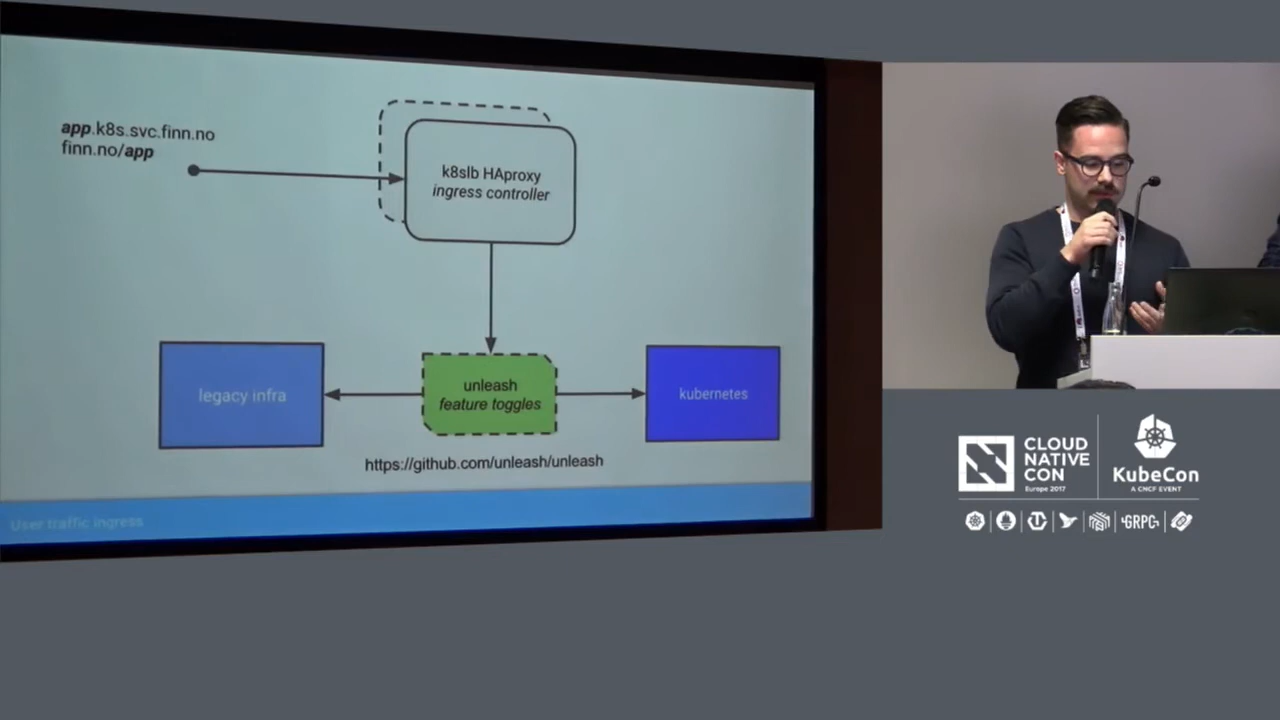 app.k8s.svc.finn.no
finn.no/app
k8slb HAproxy
ingress controller
legacy infra
unleash
feature toggles
kubernetes
https://github.com/unleash/unleash
User traffic ingress
CLOUD
NATIVE
CON
Europe 2017
KubeCon
A CNCF EVENT
GRPC